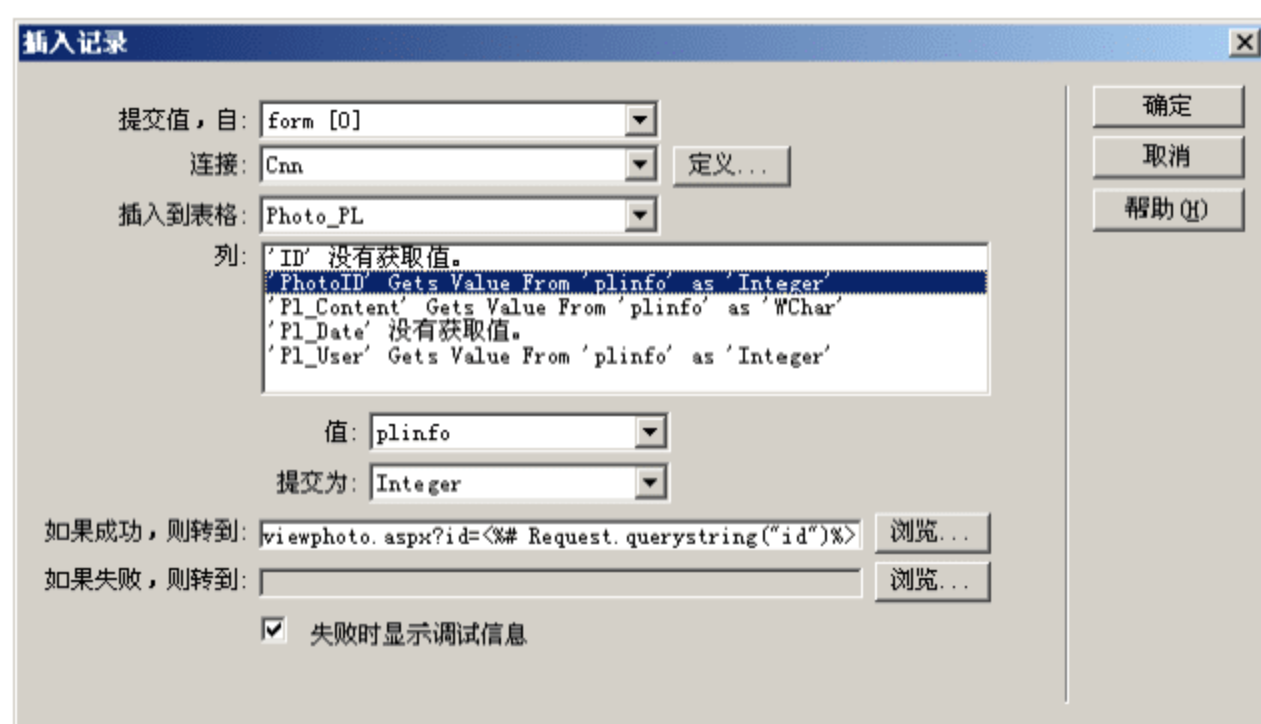 插入记录
提交值，自: form [0]
确定
连接: Cnn 定义...
取消
插入到表格: Photo_PL
帮助(H)
列: 'ID' 没有获取值。
'PhotoID' Gets Value From 'plinfo' as 'Integer'
'Pl_Content' Gets Value From 'plinfo' as 'WChar'
'Pl_Date' 没有获取值。
'Pl_User' Gets Value From 'plinfo' as 'Integer'
值: plinfo
提交为: Integer
如果成功，则转到: viewphoto.aspx?id=<%# Request.querystring("id")%> 浏览...
如果失败，则转到: 浏览...
失败时显示调试信息